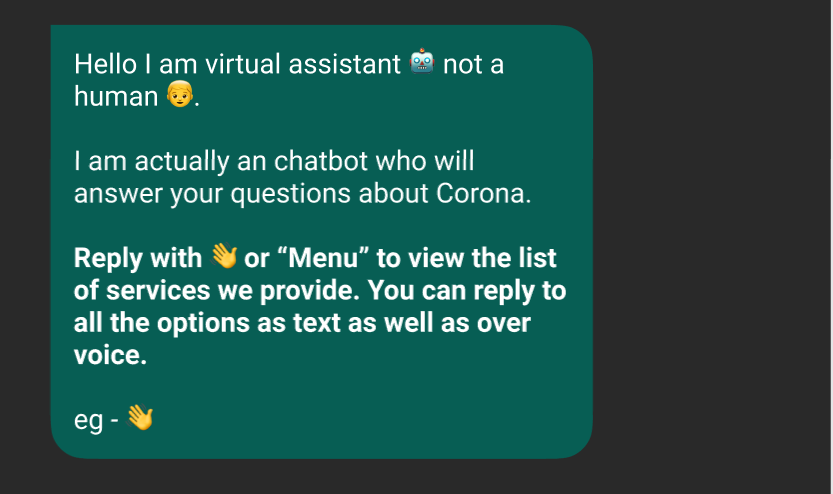 Hello I am virtual assistant 🤖 not a
human 👦.
I am actually an chatbot who will
answer your questions about Corona.
Reply with 👋 or “Menu” to view the list
of services we provide. You can reply to
all the options as text as well as over
voice.
eg - 👋